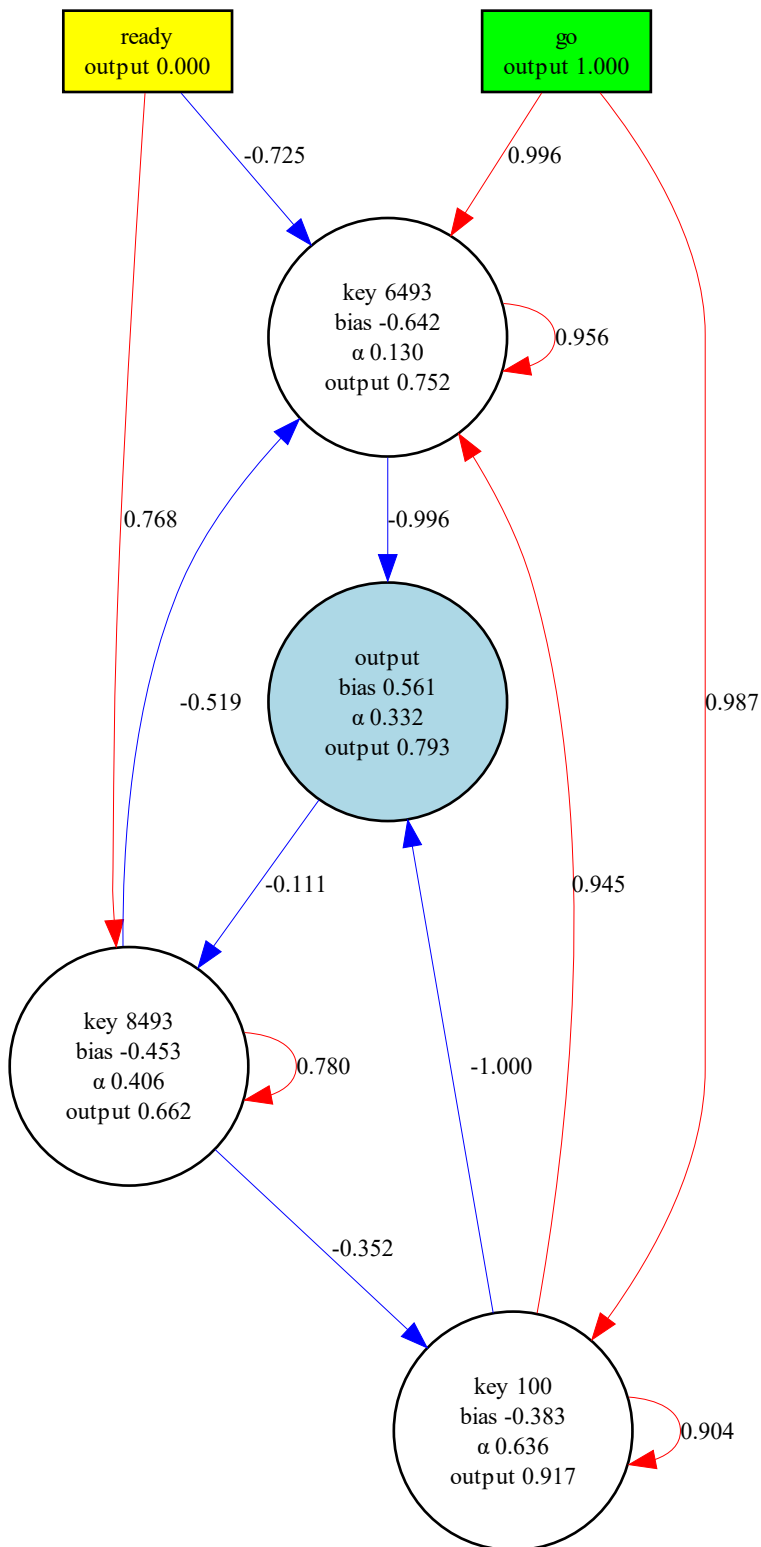 ready
output 0.000
go
output 1.000
-0.725
0.996
key 6493
bias -0.642
α 0.130
output 0.752
0.956
0.768
-0.996
-0.519
output
bias 0.561
α 0.332
output 0.793
0.987
-0.111
0.945
key 8493
bias -0.453
α 0.406
output 0.662
0.780
-1.000
-0.352
key 100
bias -0.383
α 0.636
output 0.917
0.904